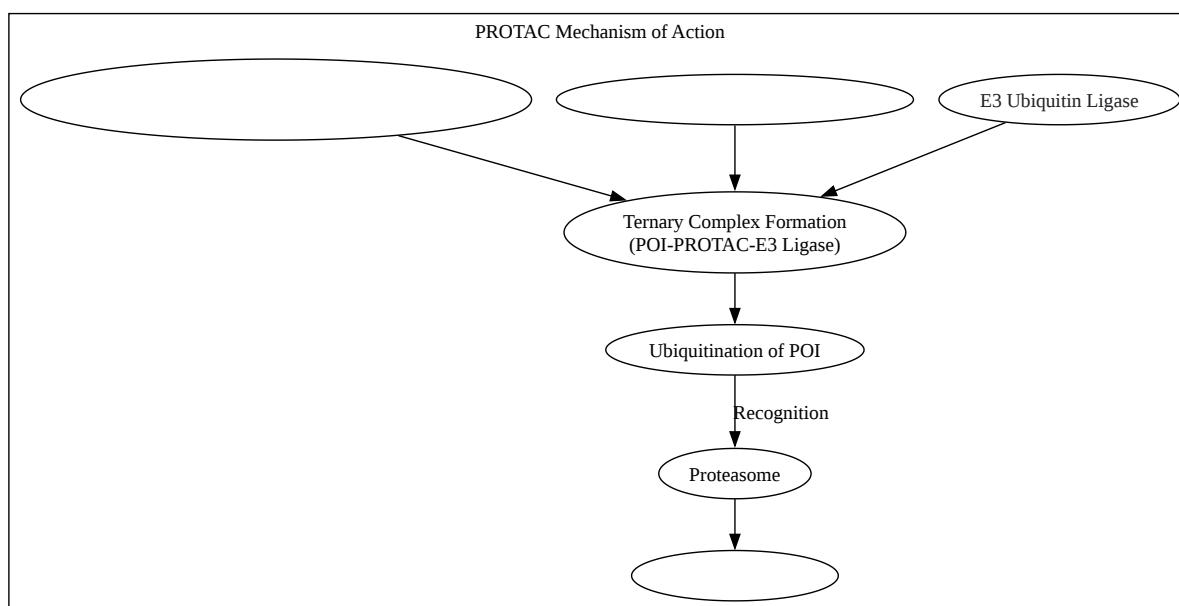 PROTAC Mechanism of Action
E3 Ubiquitin Ligase
Ternary Complex Formation
(POI-PROTAC-E3 Ligase)
Ubiquitination of POI
Recognition
Proteasome